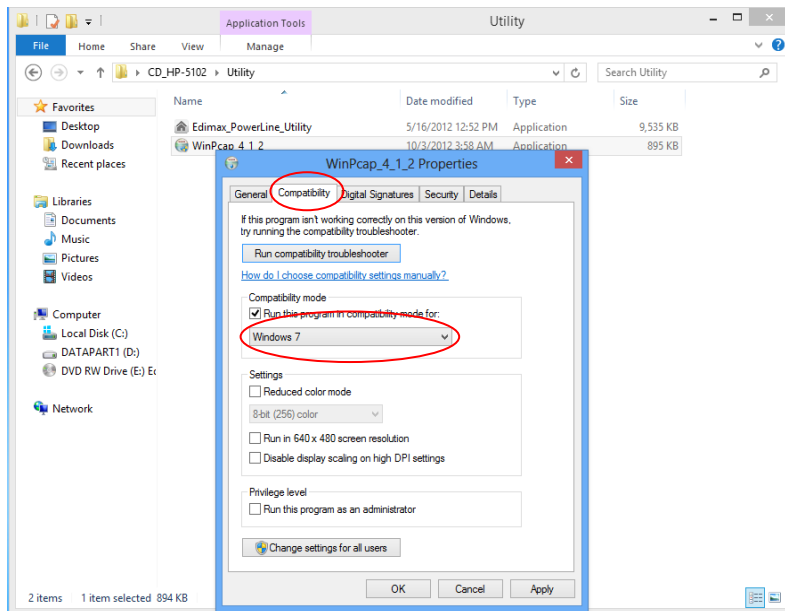 Application Tools
Utility
File Home Share View Manage
CD_HP-5102 Utility
Search Utility
Name Date modified Type Size
Favorites
Desktop
Downloads
Recent places
Libraries
Documents
Music
Pictures
Videos
Computer
Local Disk (C:)
DATAPART1 (D:)
DVD RW Drive (E:) Ec
Network
Edimax_PowerLine_Utility 5/16/2012 12:52 PM Application 9,535 KB
WinPcap_4_1_2 10/3/2012 3:58 AM Application 895 KB
WinPcap_4_1_2 Properties
General Compatibility Digital Signatures Security Details
If this program isn't working correctly on this version of Windows,
try running the compatibility troubleshooter.
Run compatibility troubleshooter
How do I choose compatibility settings manually?
Compatibility mode
Run this program in compatibility mode for:
Windows 7
Settings
Reduced color mode
8-bit (256) color
Run in 640 x 480 screen resolution
Disable display scaling on high DPI settings
Privilege level
Run this program as an administrator
Change settings for all users
OK Cancel Apply
2 items 1 item selected 894 KB